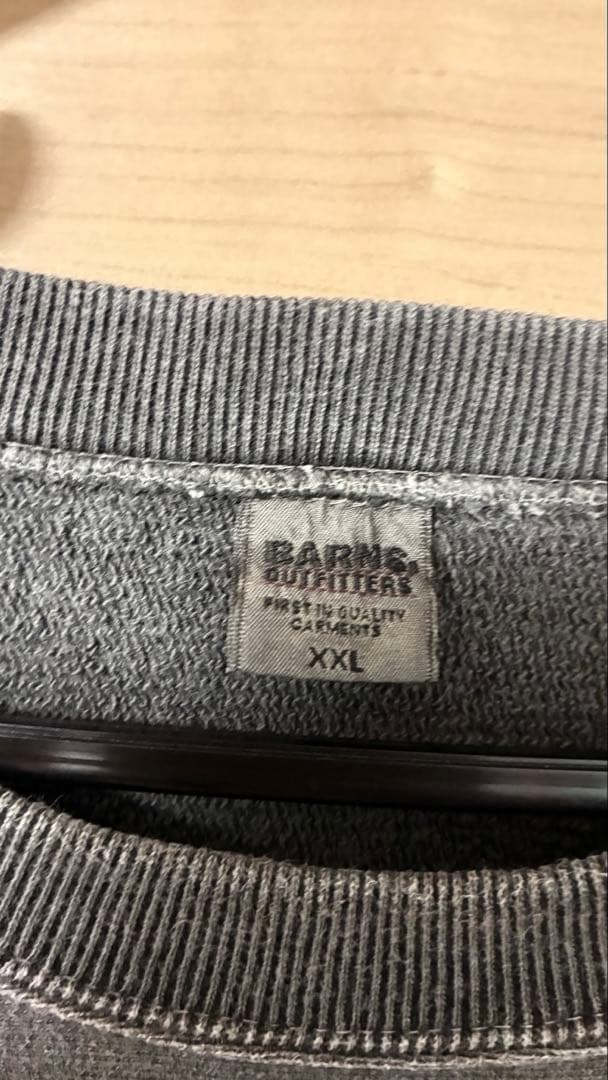 BARNS.
OUTFITTERS
FIRST IN QUALITY
GARMENTS
XXL